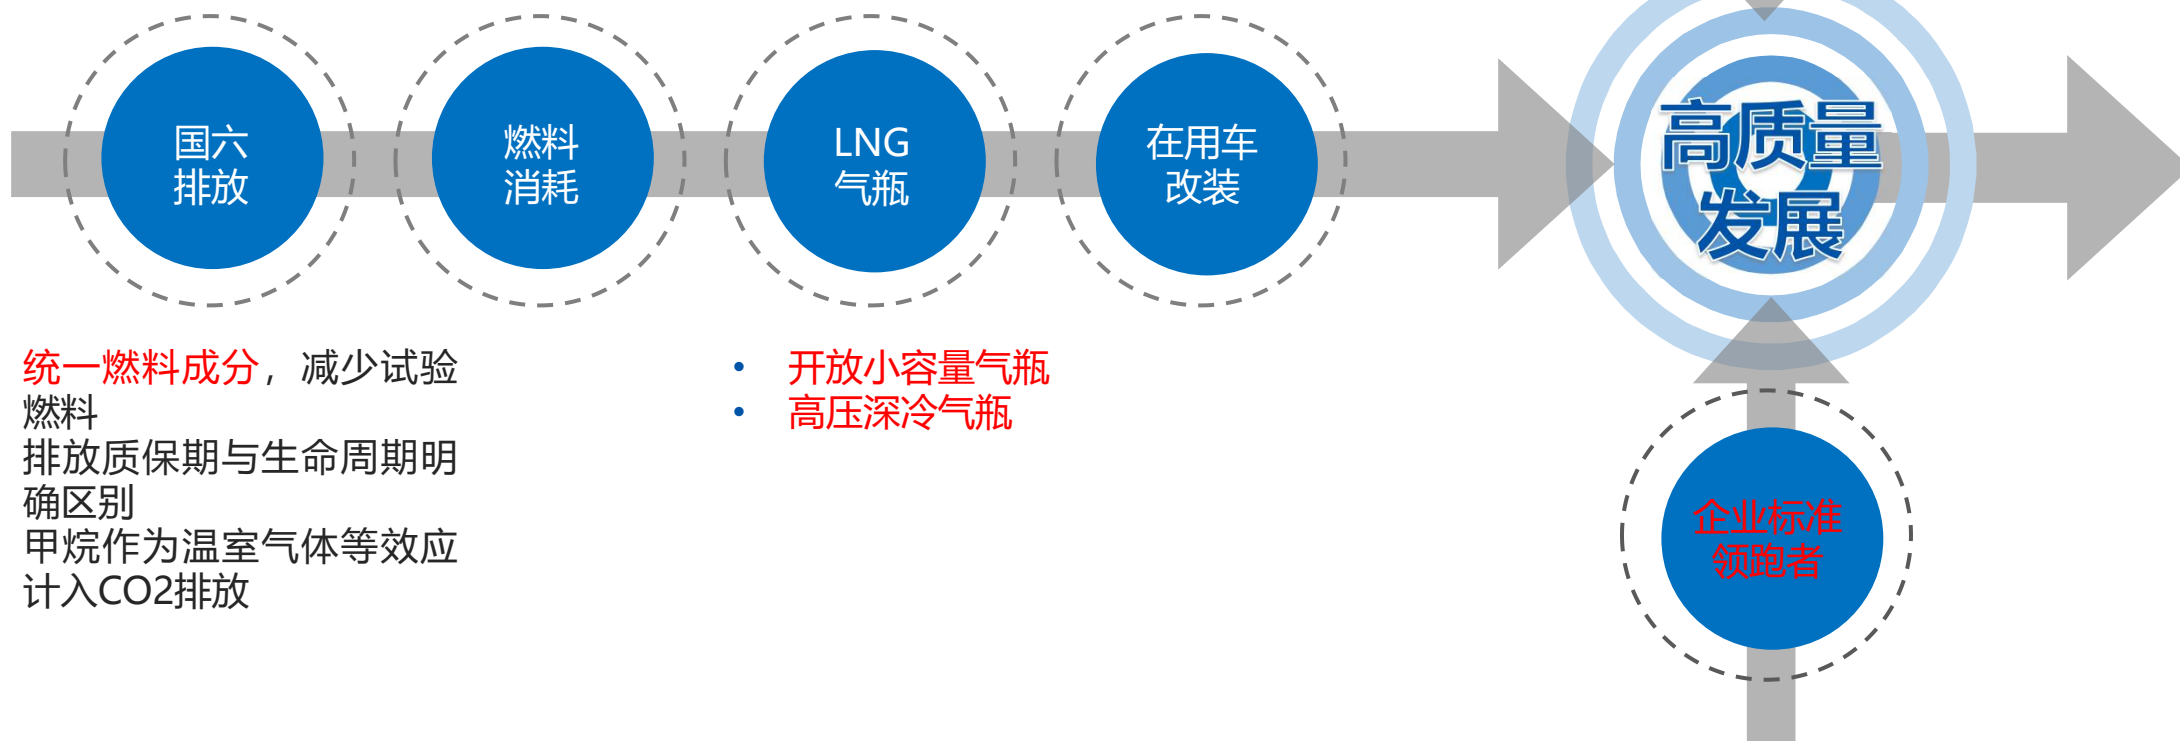 国六
排放
燃料
消耗
LNG
气瓶
在用车
改装
高质量
发展
统一燃料成分，减少试验
燃料
排放质保期与生命周期明
确区别
甲烷作为温室气体等效应
计入CO2排放
• 开放小容量气瓶
• 高压深冷气瓶
企业标准
领跑者